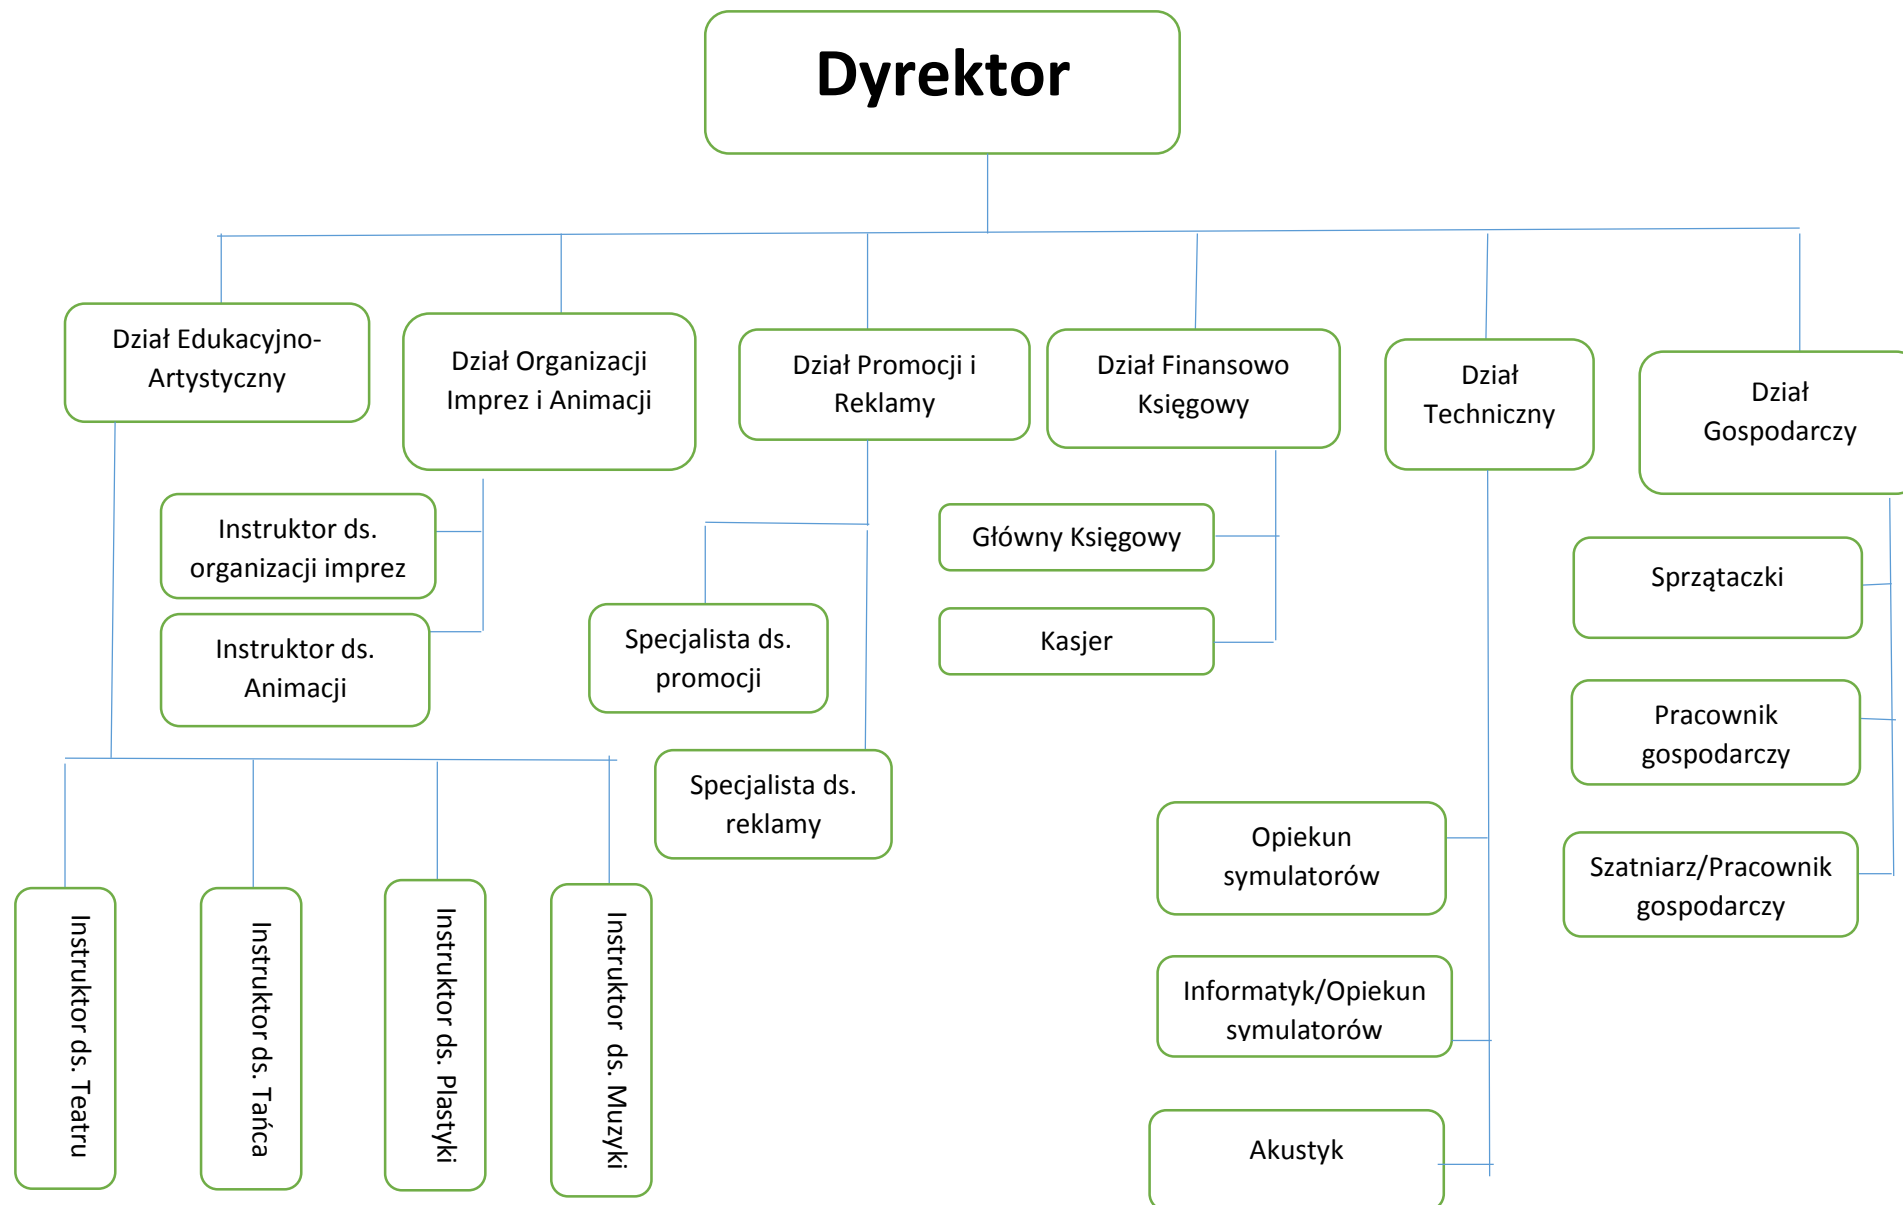 Dyrektor
Dział Edukacyjno-
Artystyczny
Dział Organizacji
Imprez i Animacji
Dział Promocji i
Reklamy
Dział Finansowo
Księgowy
Dział
Techniczny
Dział
Gospodarczy
Instruktor ds.
organizacji imprez
Instruktor ds.
Animacji
Specjalista ds.
promocji
Specjalista ds.
reklamy
Główny Księgowy
Kasjer
Sprzątaczki
Pracownik
gospodarczy
Szatniarz/Pracownik
gospodarczy
Opiekun
symulatorów
Informatyk/Opiekun
symulatorów
Akustyk
Instruktor ds. Teatru
Instruktor ds. Tańca
Instruktor ds. Plastyki
Instruktor  ds. Muzyki